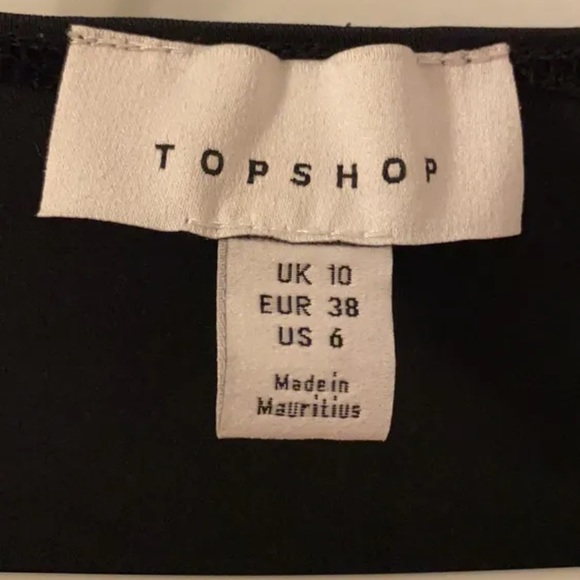 TOPSHOP
UK 10
EUR 38
US 6
Made in
Mauritius